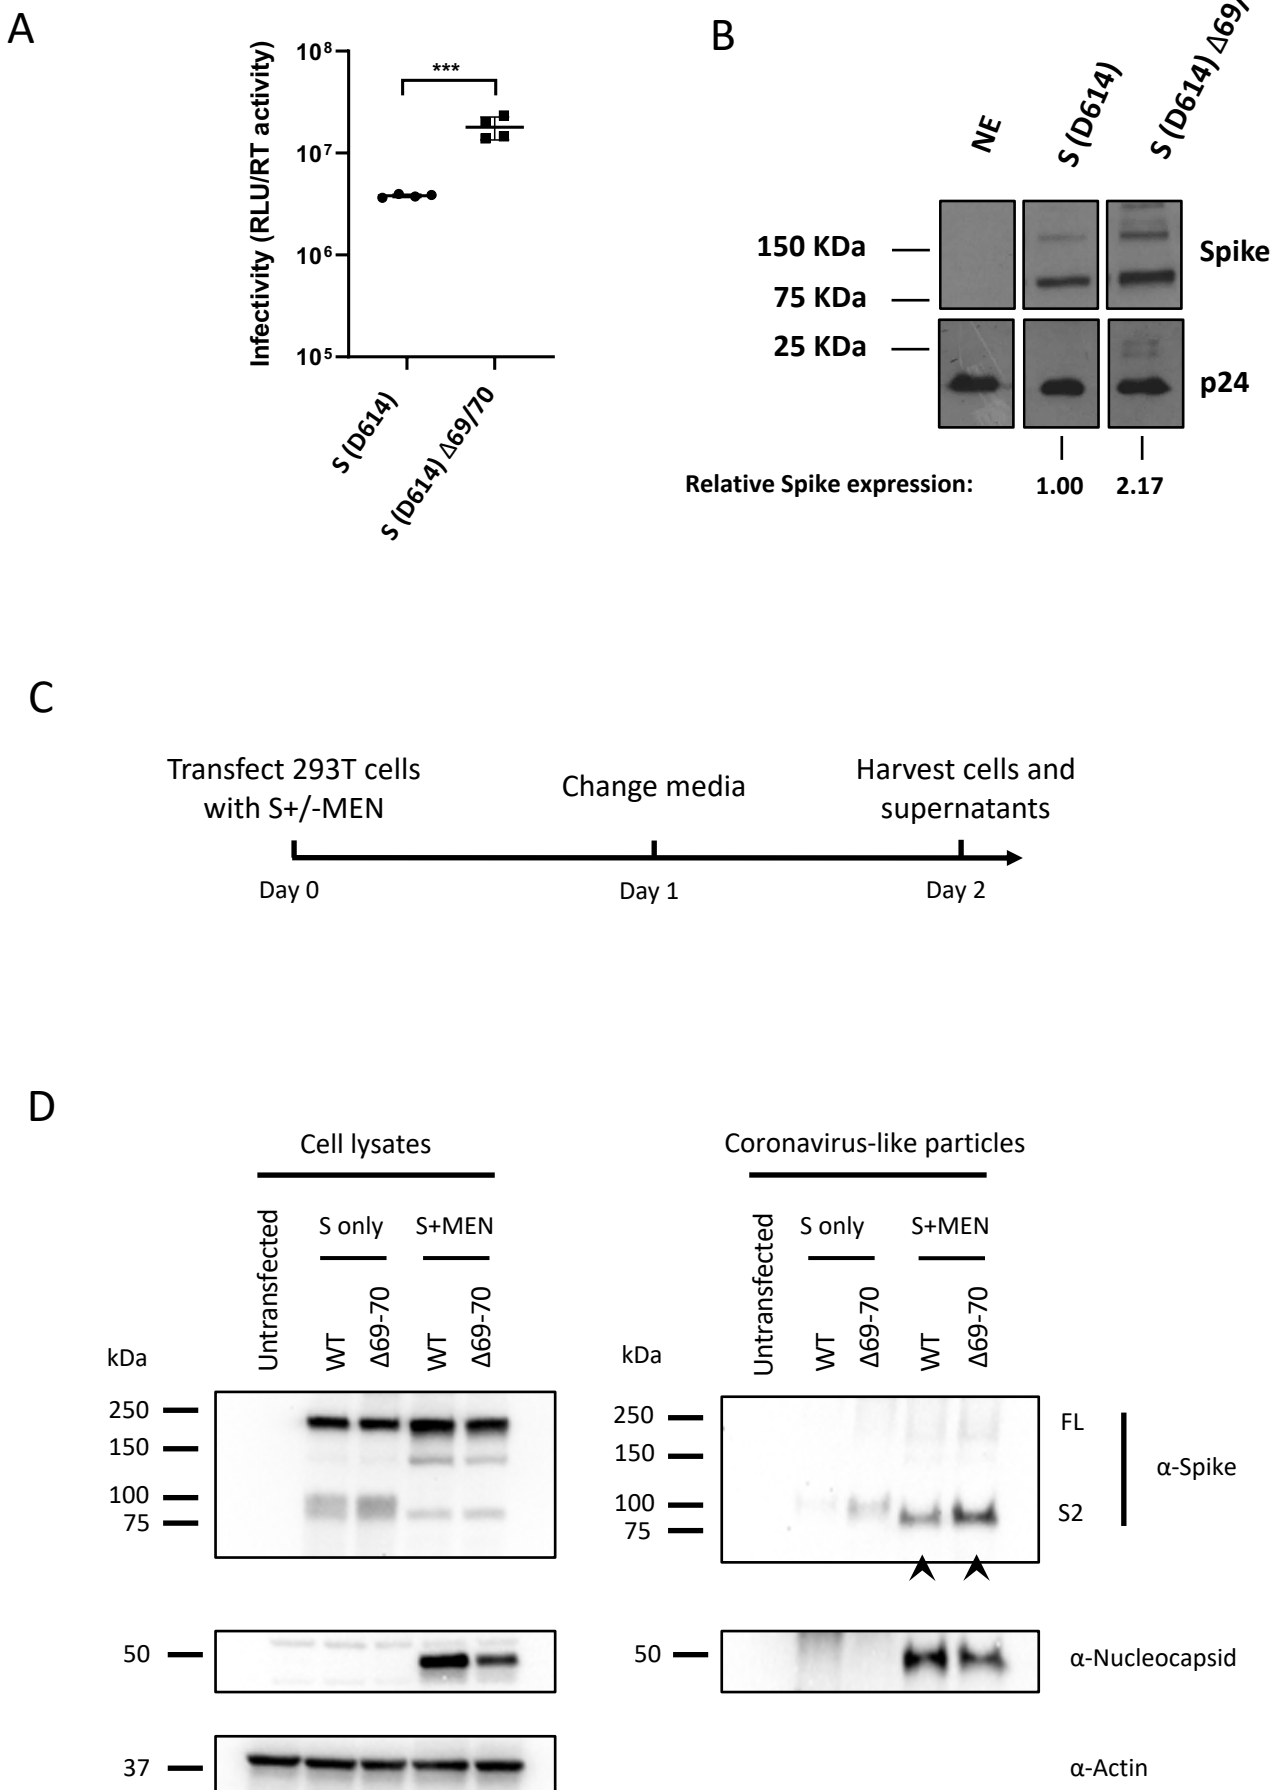 A
Infectivity (RLU/RT activity)
10⁸
10⁷
10⁶
10⁵
***
S (D614)
S (D614) Δ69/70
B
NE
S (D614)
S (D614) Δ69/
150 KDa
75 KDa
25 KDa
Spike
p24
Relative Spike expression: 1.00 2.17
C
Transfect 293T cells
with S+/-MEN
Change media
Harvest cells and
supernatants
Day 0
Day 1
Day 2
D
Cell lysates
Untransfected
S only
S+MEN
WT
Δ69-70
WT
Δ69-70
kDa
250
150
100
75
50
37
Coronavirus-like particles
Untransfected
S only
S+MEN
WT
Δ69-70
WT
Δ69-70
kDa
250
150
100
75
50
FL
S2
α-Spike
α-Nucleocapsid
α-Actin